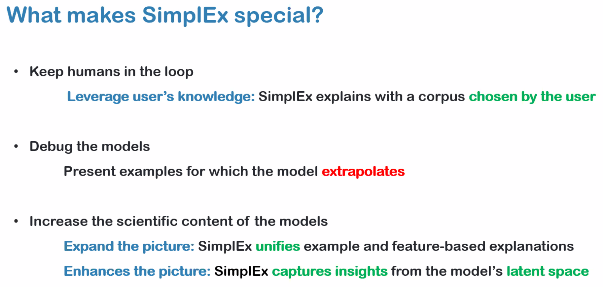 What makes SimplEx special?
• Keep humans in the loop
Leverage user's knowledge: SimplEx explains with a corpus chosen by the user
• Debug the models
Present examples for which the model extrapolates
• Increase the scientific content of the models
Expand the picture: SimplEx unifies example and feature-based explanations
Enhances the picture: SimplEx captures insights from the model's latent space